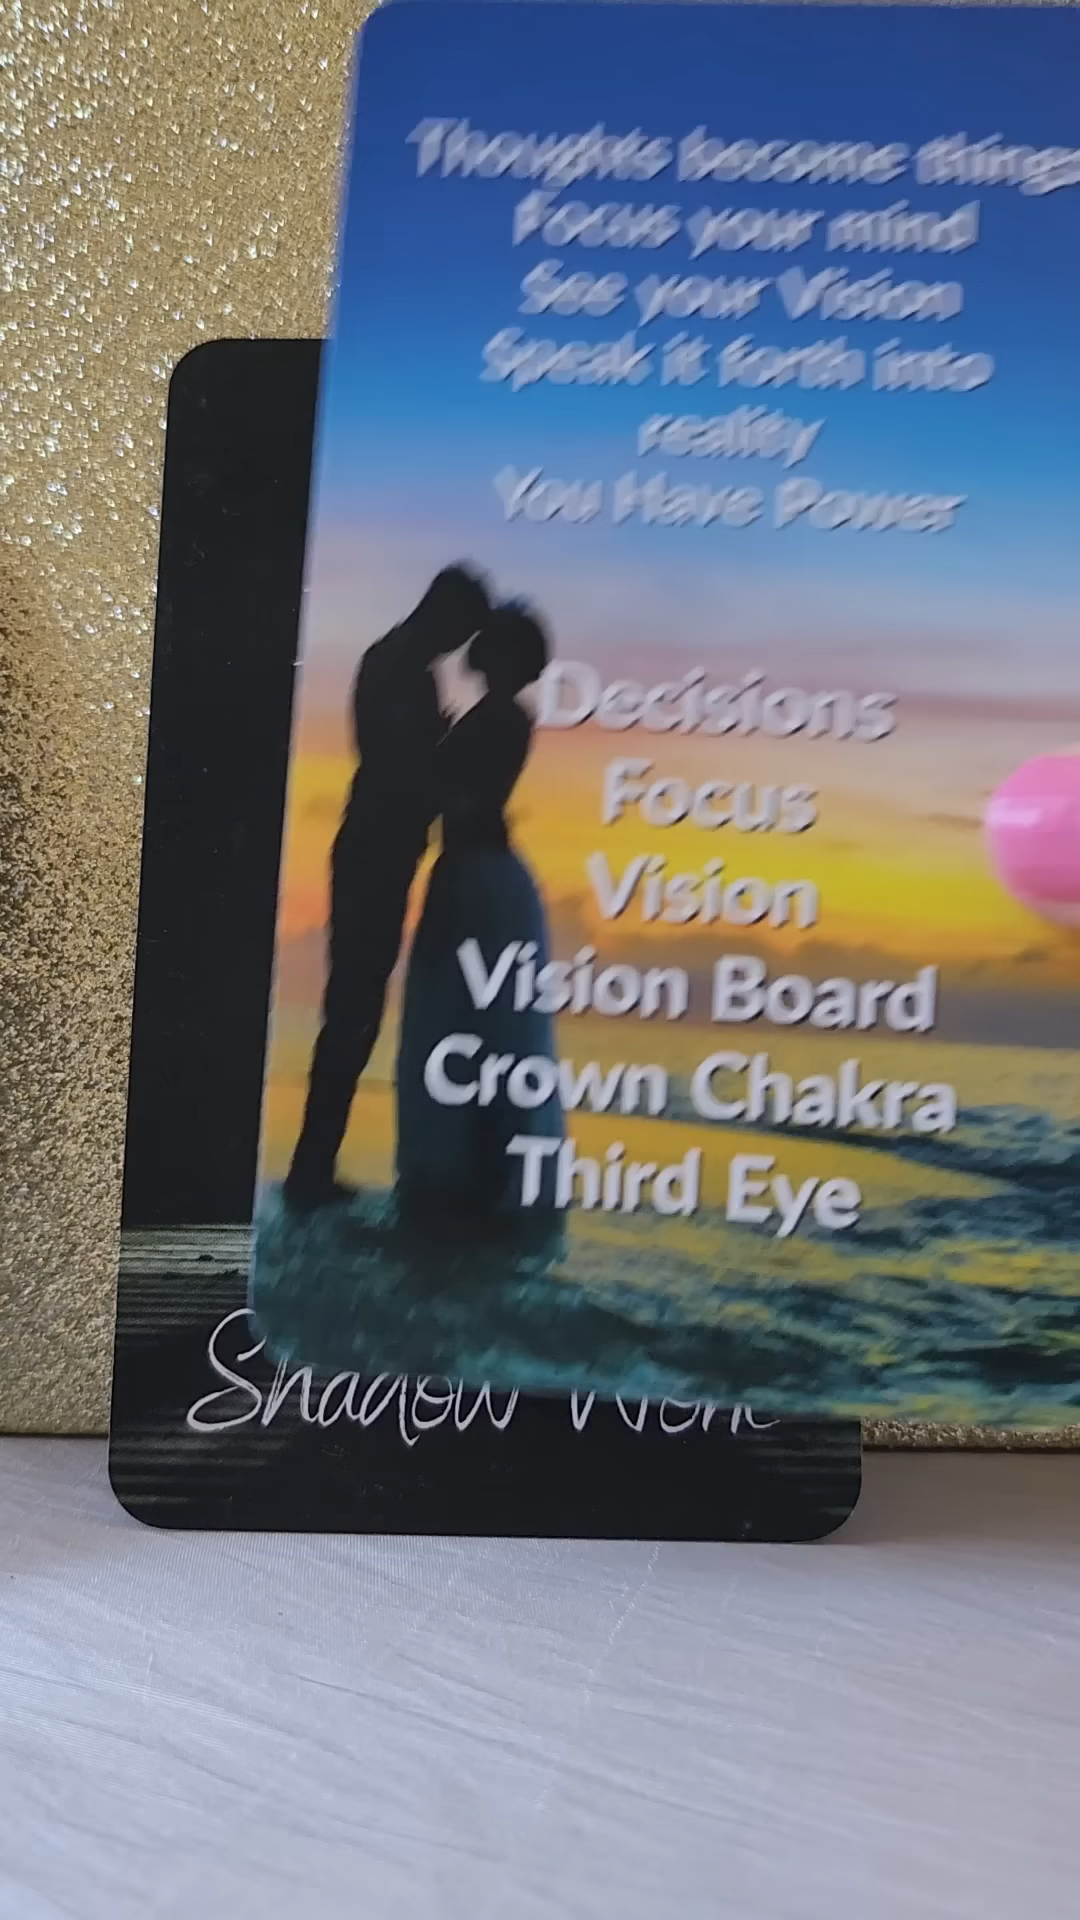 Thoughts become things
Focus your mind
See your Vision
Speak it forth into
reality
You Have Power
Decisions
Focus
Vision
Vision Board
Crown Chakra
Third Eye
Shadow Work